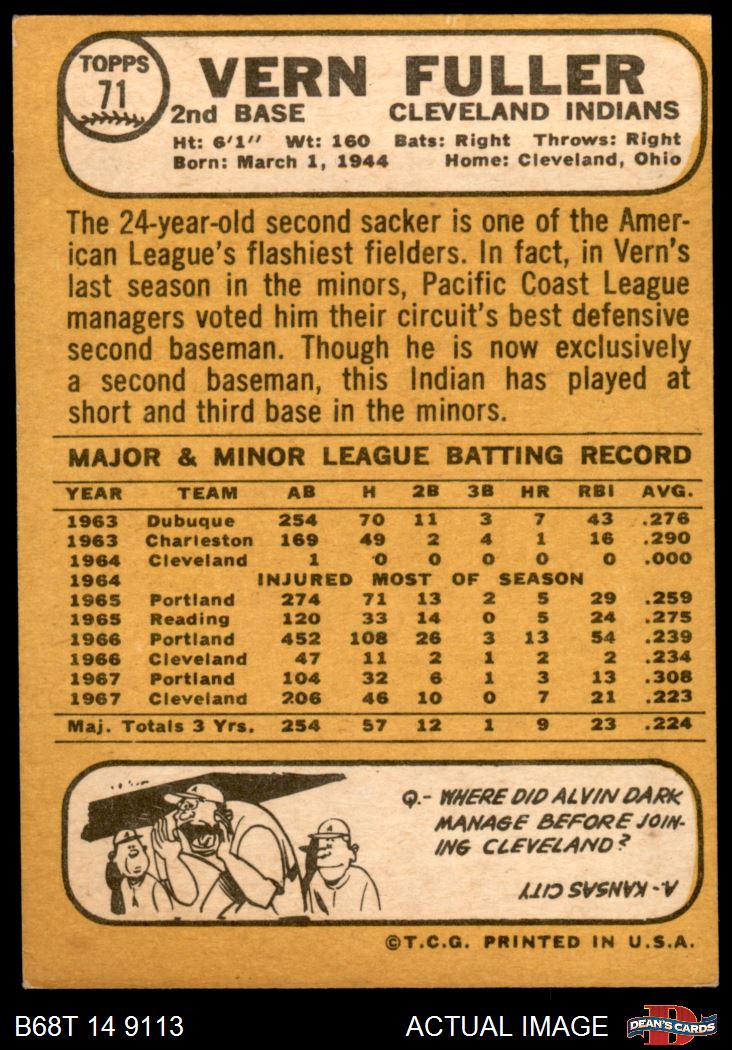 TOPPS
71
VERN FULLER
2nd BASE CLEVELAND INDIANS
Ht: 6'1" Wt: 160 Bats: Right Throws: Right
Born: March 1, 1944 Home: Cleveland, Ohio
The 24-year-old second sacker is one of the Amer-
ican League's flashiest fielders. In fact, in Vern's
last season in the minors, Pacific Coast League
managers voted him their circuit's best defensive
second baseman. Though he is now exclusively
a second baseman, this Indian has played at
short and third base in the minors.
MAJOR & MINOR LEAGUE BATTING RECORD
YEAR TEAM AB H 2B 3B HR RBI AVG.
1963 Dubuque 254 70 11 3 7 43 .276
1963 Charleston 169 49 2 4 1 16 .290
1964 Cleveland 1 0 0 0 0 0 .000
1964 INJURED MOST OF SEASON
1965 Portland 274 71 13 2 5 29 .259
1965 Reading 120 33 14 0 5 24 .275
1966 Portland 452 108 26 3 13 54 .239
1966 Cleveland 47 11 2 1 2 2 .234
1967 Portland 104 32 6 1 3 13 .308
1967 Cleveland 206 46 10 0 7 21 .223
Maj. Totals 3 Yrs. 254 57 12 1 9 23 .224
Q.- WHERE DID ALVIN DARK
MANAGE BEFORE JOIN-
ING CLEVELAND?
A- KANSAS CITY
A
A
A
©T.C.G. PRINTED IN U.S.A.
B68T 14 9113 ACTUAL IMAGE D DEAN'S CARDS